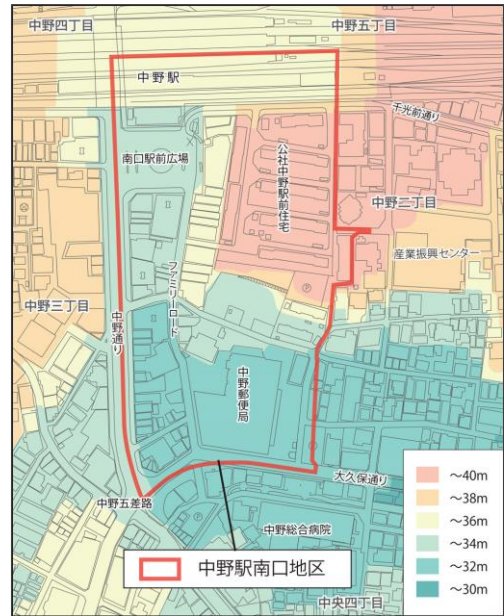 中野四丁目
中野五丁目
中野駅
千光前通り
南口駅前広場
公社中野駅前住宅
中野二丁目
産業振興センター
中野三丁目
ファミリーロード
中野通り
中野郵便局
大久保通り
中野五差路
中野総合病院
中野駅南口地区
中央四丁目
～40m
～38m
～36m
～34m
～32m
～30m